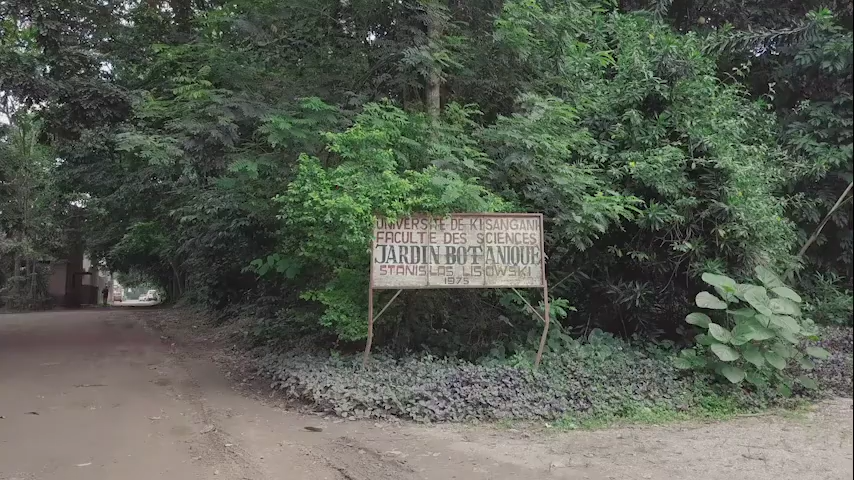 UNIVERSITE DE KISANGANI
FACULTE DES SCIENCES
JARDIN BOTANIQUE
STANISLAS LISOWSKI
1975